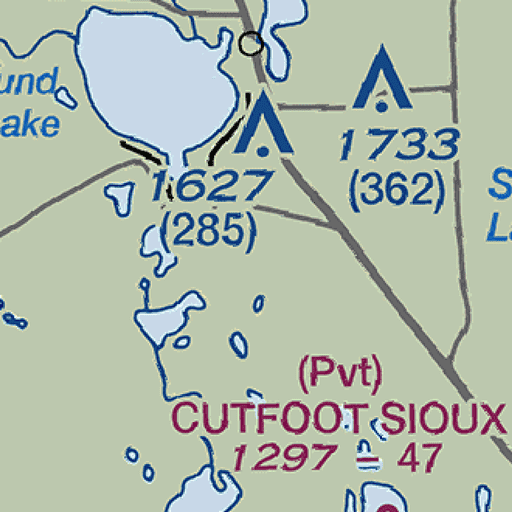 und
ake
1733
(362)
1627
(285)
S
L
(Pvt)
CUTFOOT SIOUX
1297 – 47